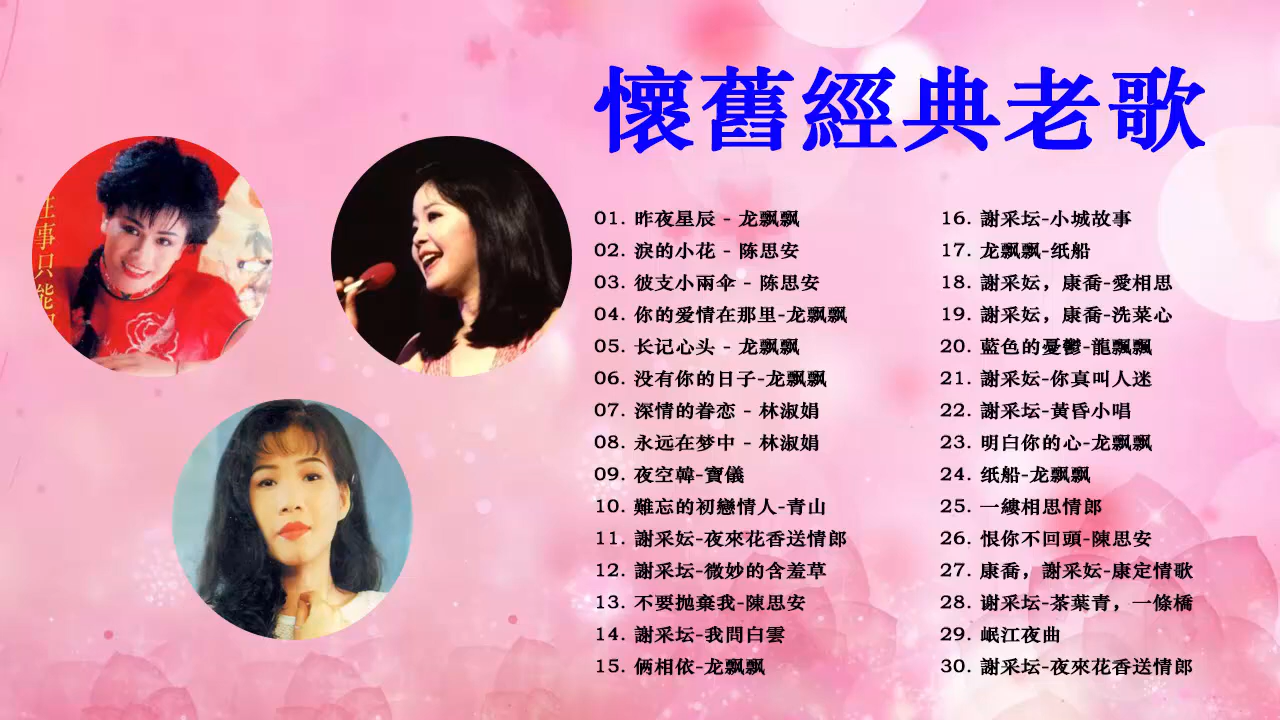 懷舊經典老歌
往事只能
01. 昨夜星辰 - 龙飘飘
02. 淚的小花 - 陈思安
03. 彼支小兩伞 - 陈思安
04. 你的爱情在那里-龙飘飘
05. 长记心头 - 龙飘飘
06. 没有你的日子-龙飘飘
07. 深情的眷恋 - 林淑娟
08. 永远在梦中 - 林淑娟
09. 夜空韓-寶儀
10. 難忘的初戀情人-青山
11. 謝采妘-夜來花香送情郎
12. 謝采坛-微妙的含羞草
13. 不要抛棄我-陳思安
14. 謝采坛-我問白雲
15. 俩相依-龙飘飘
16. 謝采坛-小城故事
17. 龙飘飘-纸船
18. 謝采妘，康喬-愛相思
19. 謝采妘，康喬-洗菜心
20. 藍色的憂鬱-龍飄飄
21. 謝采妘-你真叫人迷
22. 謝采坛-黃昏小唱
23. 明白你的心-龙飘飘
24. 纸船-龙飘飘
25. 一縷相思情郎
26. 恨你不回頭-陳思安
27. 康喬，謝采妘-康定情歌
28. 谢采坛-茶葉青，一條橋
29. 岷江夜曲
30. 謝采坛-夜來花香送情郎